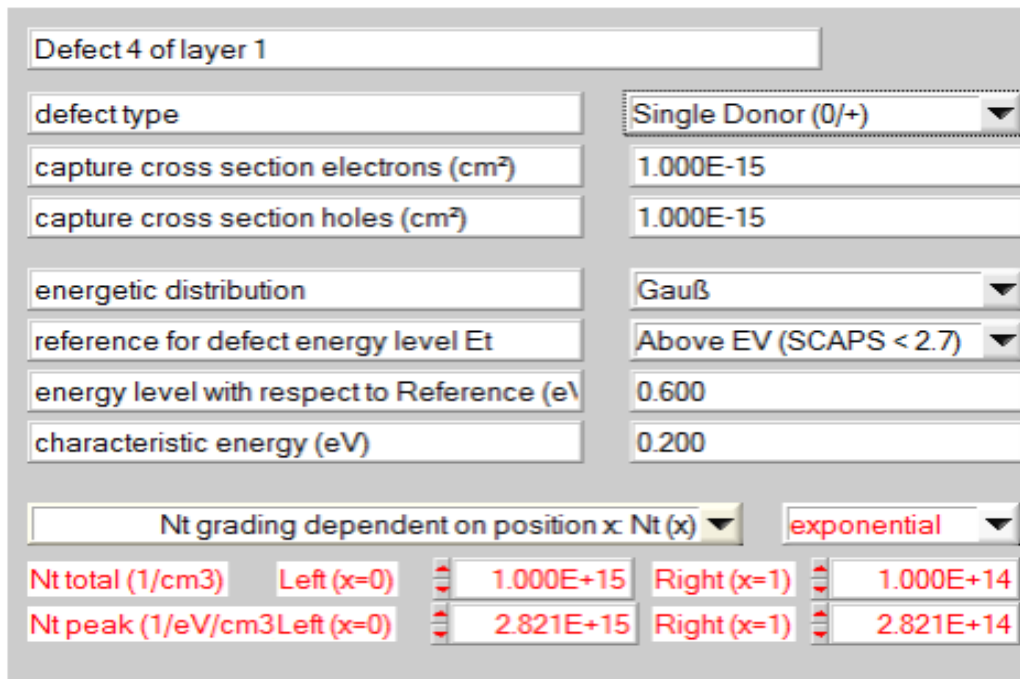 Defect 4 of layer 1
defect type Single Donor (0/+)
capture cross section electrons (cm²) 1.000E-15
capture cross section holes (cm²) 1.000E-15
energetic distribution Gauß
reference for defect energy level Et Above EV (SCAPS < 2.7)
energy level with respect to Reference (eV 0.600
characteristic energy (eV) 0.200
Nt grading dependent on position x: Nt (x) exponential
Nt total (1/cm3) Left (x=0) 1.000E+15 Right (x=1) 1.000E+14
Nt peak (1/eV/cm3 Left (x=0) 2.821E+15 Right (x=1) 2.821E+14